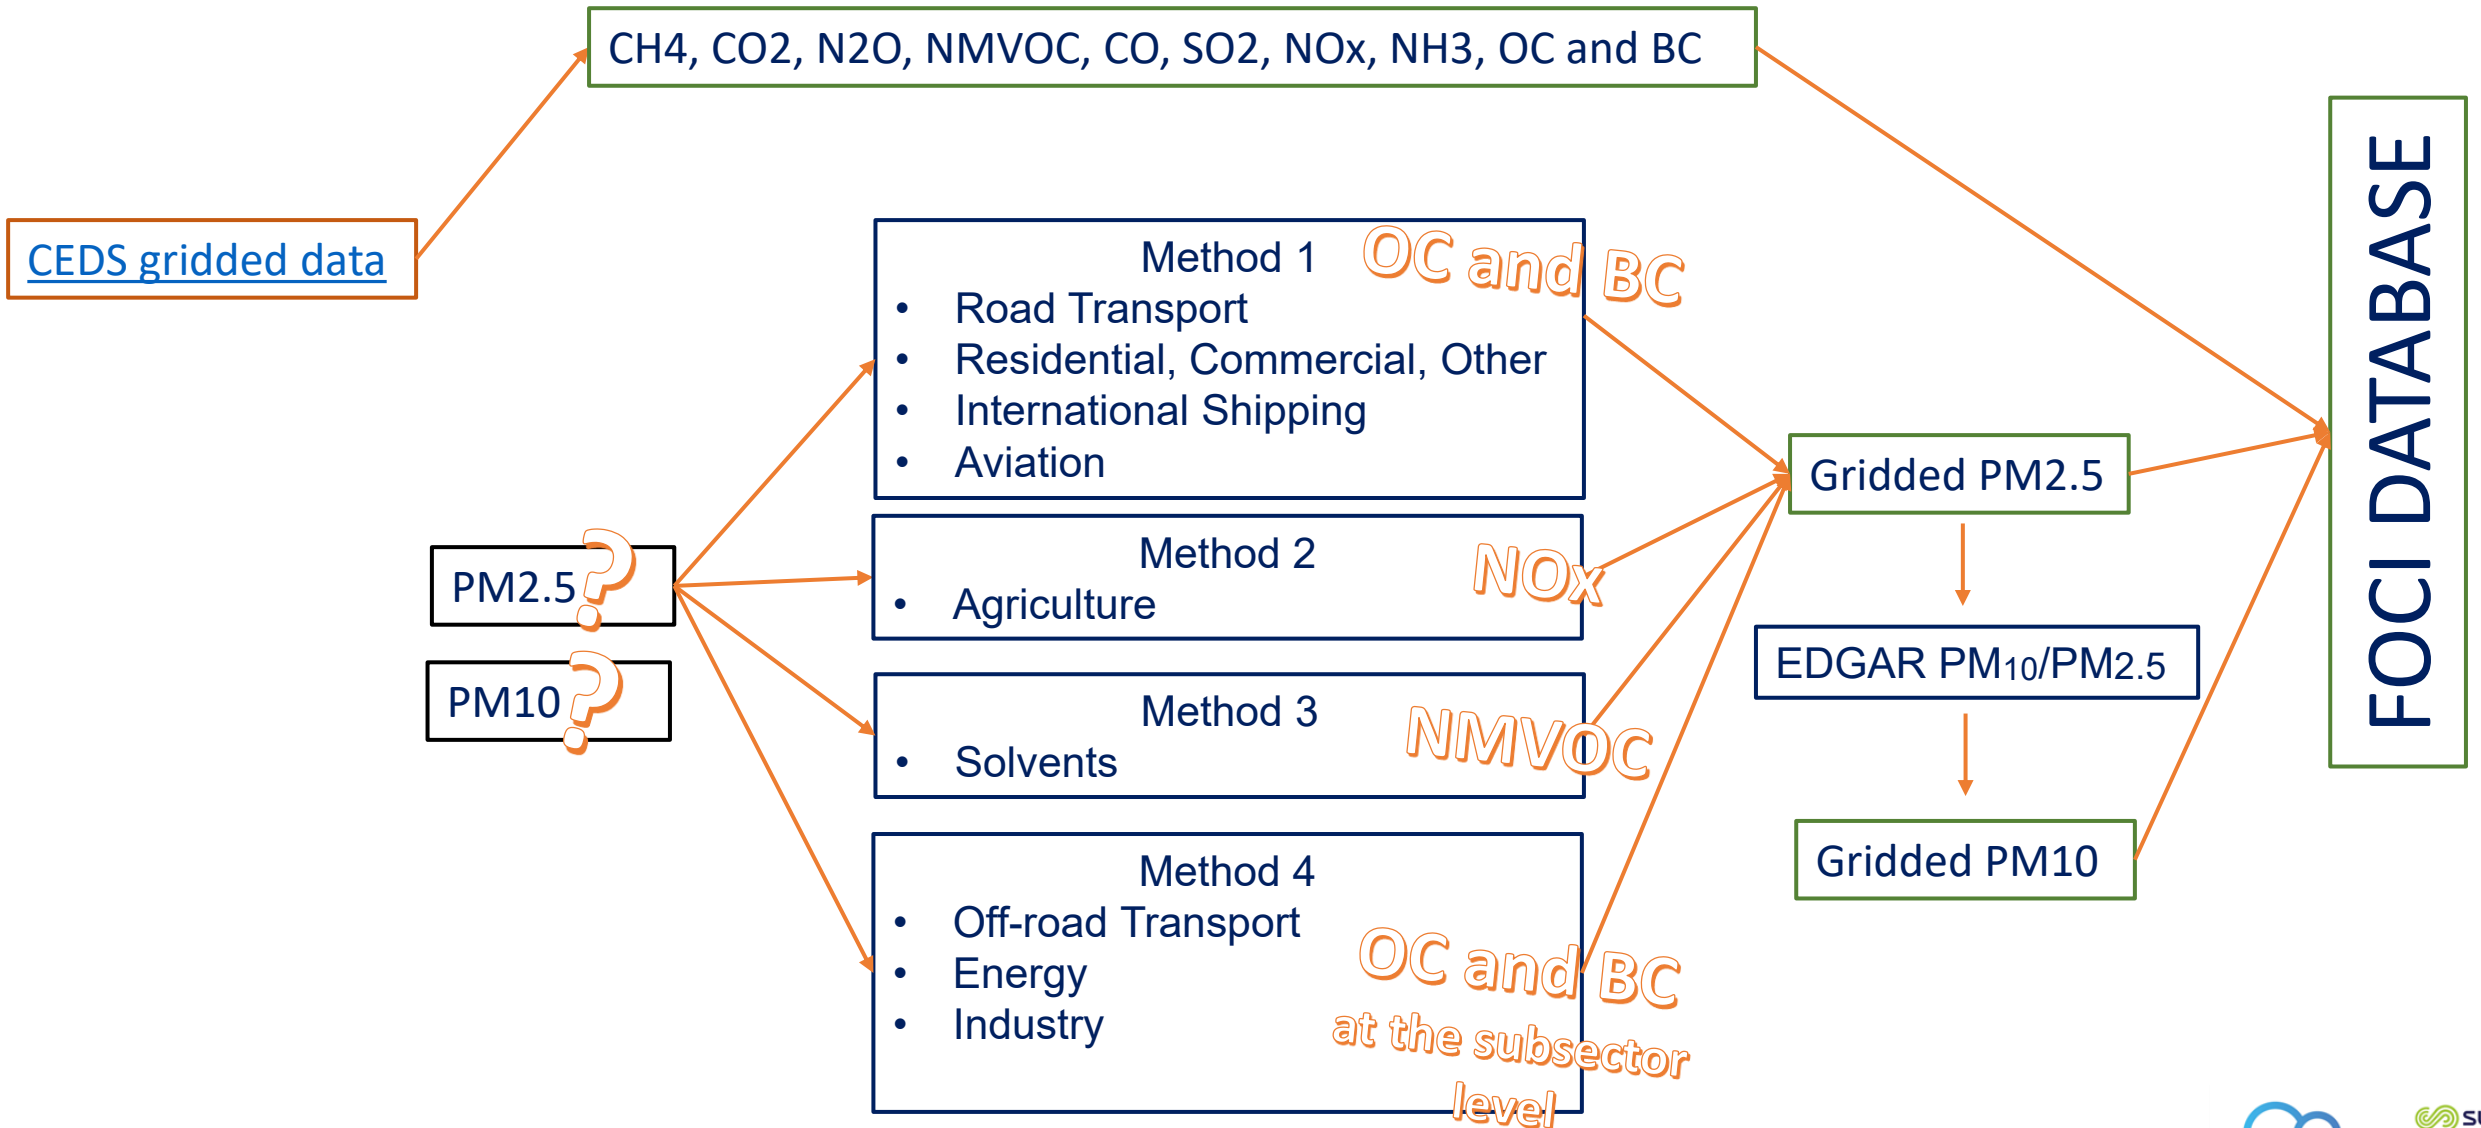 CH4, CO2, N2O, NMVOC, CO, SO2, NOx, NH3, OC and BC
CEDS gridded data
PM2.5?
PM10?
Method 1
OC and BC
• Road Transport
• Residential, Commercial, Other
• International Shipping
• Aviation
Method 2
NOx
• Agriculture
Method 3
NMVOC
• Solvents
Method 4
• Off-road Transport
• Energy
• Industry
OC and BC
at the subsector
level
Gridded PM2.5
EDGAR PM10/PM2.5
Gridded PM10
FOCI DATABASE